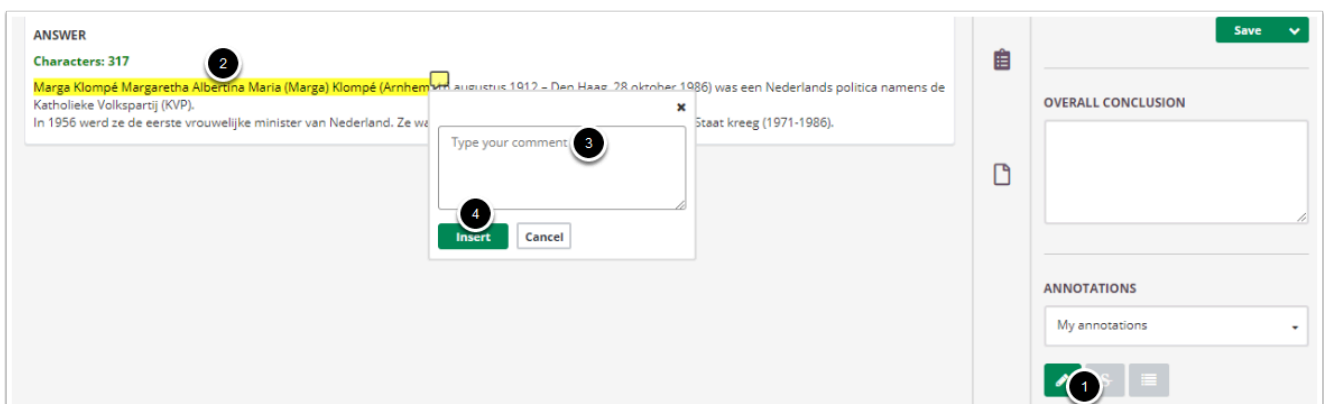 ANSWER
Characters: 317
2
Marga Klompé Margaretha Albertina Maria (Marga) Klompé (Arnhem augustus 1912 – Den Haag, 28 oktober 1986) was een Nederlands politica namens de
Katholieke Volkspartij (KVP).
In 1956 werd ze de eerste vrouwelijke minister van Nederland. Ze Staat kreeg (1971-1986).
Type your comment
3
4
Insert
Cancel
Save
OVERALL CONCLUSION
ANNOTATIONS
My annotations
1
S